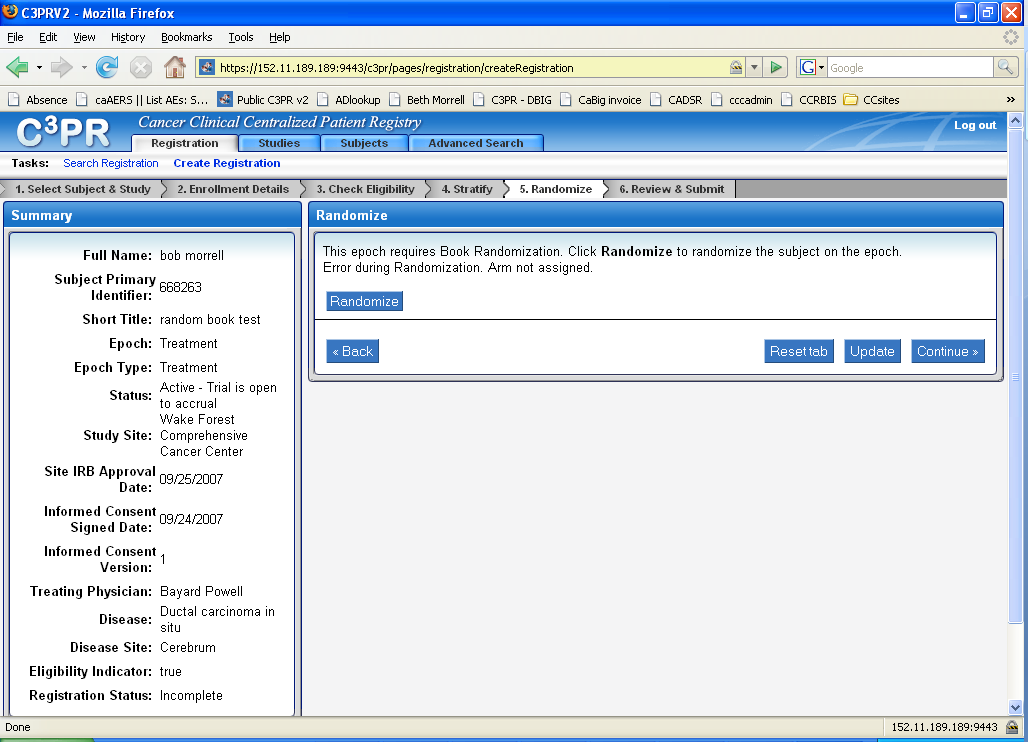 C3PRV2 - Mozilla Firefox
File Edit View History Bookmarks Tools Help
https://152.11.189.189:9443/c3pr/pages/registration/createRegistration
G Google
Absence caAERS || List AEs: S... Public C3PR v2 ADlookup Beth Morrell C3PR - DBIG CaBig invoice CADSR cccadmin CCRBIS CCsites »
C3PR Cancer Clinical Centralized Patient Registry
Log out
Registration Studies Subjects Advanced Search
Tasks: Search Registration Create Registration
1. Select Subject & Study 2. Enrollment Details 3. Check Eligibility 4. Stratify 5. Randomize 6. Review & Submit
Summary
Full Name: bob morrell
Subject Primary
Identifier: 668263
Short Title: random book test
Epoch: Treatment
Epoch Type: Treatment
Status: Active - Trial is open
to accrual
Study Site: Wake Forest
Comprehensive
Cancer Center
Site IRB Approval
Date: 09/25/2007
Informed Consent
Signed Date: 09/24/2007
Informed Consent
Version: 1
Treating Physician: Bayard Powell
Disease: Ductal carcinoma in
situ
Disease Site: Cerebrum
Eligibility Indicator: true
Registration Status: Incomplete
Randomize
This epoch requires Book Randomization. Click Randomize to randomize the subject on the epoch.
Error during Randomization. Arm not assigned.
Randomize
« Back Reset tab Update Continue »
Done 152.11.189.189:9443